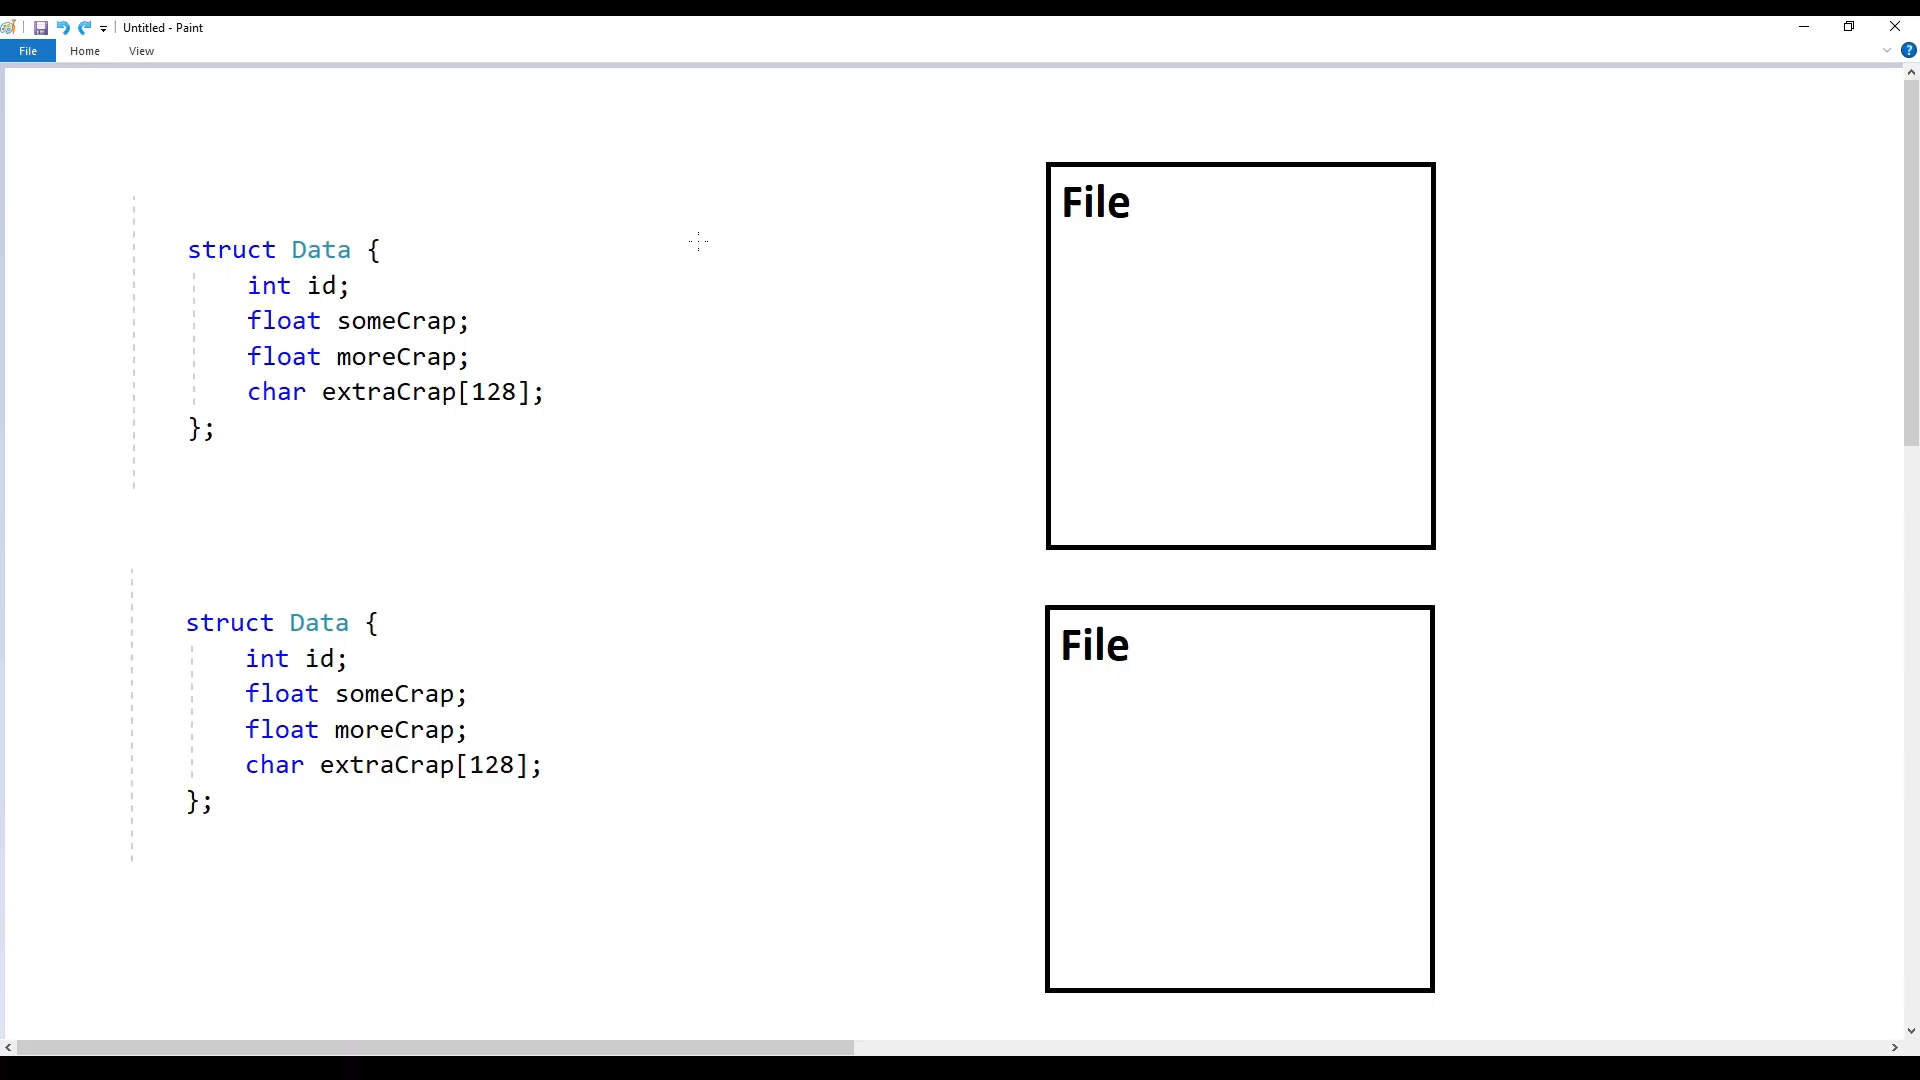 Untitled - Paint
File Home View
?
File
struct Data {
int id;
float someCrap;
float moreCrap;
char extraCrap[128];
};
File
struct Data {
int id;
float someCrap;
float moreCrap;
char extraCrap[128];
};